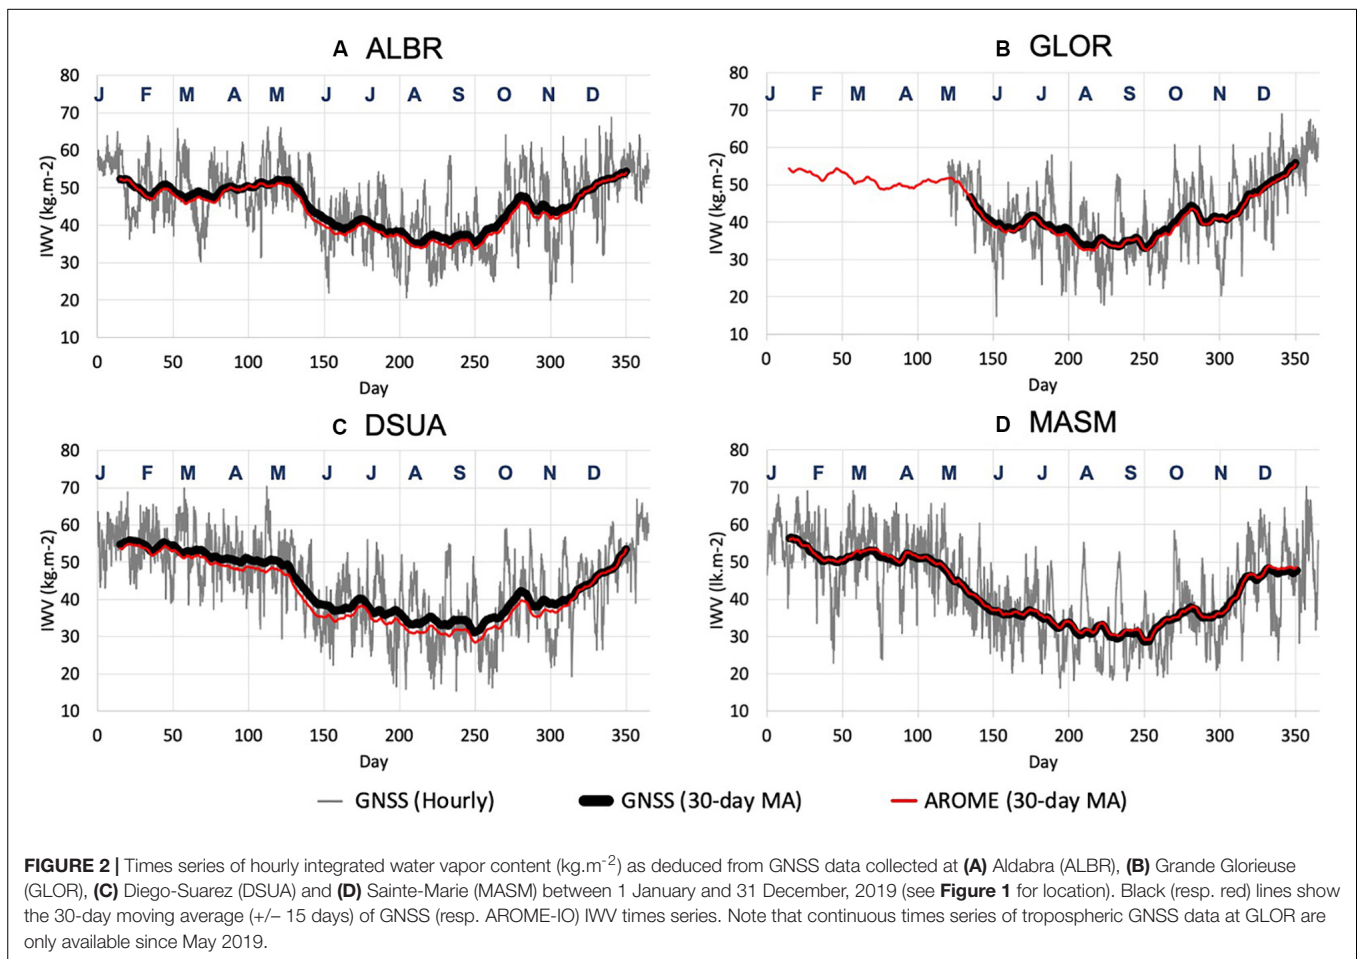 A ALBR
80
70
60
50
40
30
20
10
IWV (kg.m-2)
J F M A M J J A S O N D
0 50 100 150 200 250 300 350
Day
B GLOR
80
70
60
50
40
30
20
10
IVW (kg.m-2)
J F M A M J J A S O N D
0 50 100 150 200 250 300 350
Day
C DSUA
80
70
60
50
40
30
20
10
IWV (kg.m-2)
J F M A M J J A S O N D
0 50 100 150 200 250 300 350
Day
D MASM
80
70
60
50
40
30
20
10
IWV (lk.m-2)
J F M A M J J A S O N D
0 50 100 150 200 250 300 350
Day
GNSS (Hourly) GNSS (30-day MA) AROME (30-day MA)
FIGURE 2 | Times series of hourly integrated water vapor content (kg.m-2) as deduced from GNSS data collected at (A) Aldabra (ALBR), (B) Grande Glorieuse
(GLOR), (C) Diego-Suarez (DSUA) and (D) Sainte-Marie (MASM) between 1 January and 31 December, 2019 (see Figure 1 for location). Black (resp. red) lines show
the 30-day moving average (+/– 15 days) of GNSS (resp. AROME-IO) IWV times series. Note that continuous times series of tropospheric GNSS data at GLOR are
only available since May 2019.